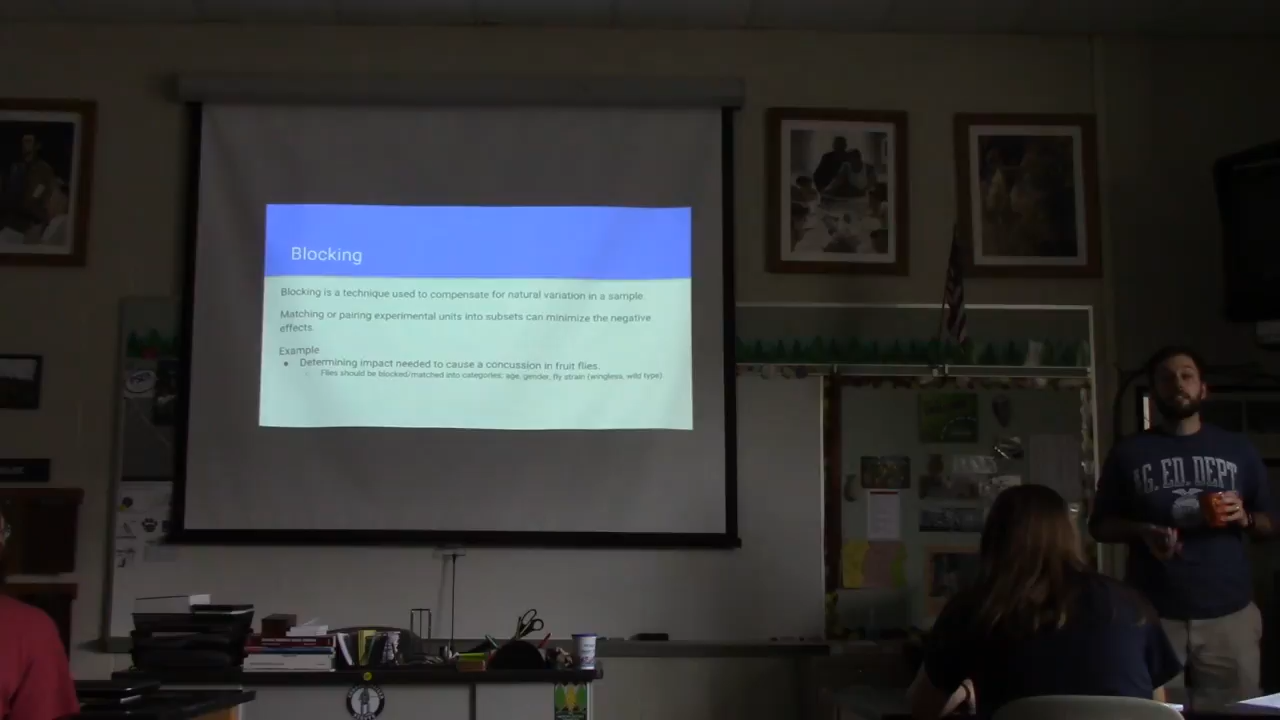 Blocking
Blocking is a technique used to compensate for natural variation in a sample.
Matching or pairing experimental units into subsets can minimize the negative
effects.
Example
Determining impact needed to cause a concussion in fruit flies.
Flies should be blocked/matched into categories: age, gender, fly strain (wingless, wild type)
AG. ED. DEPT